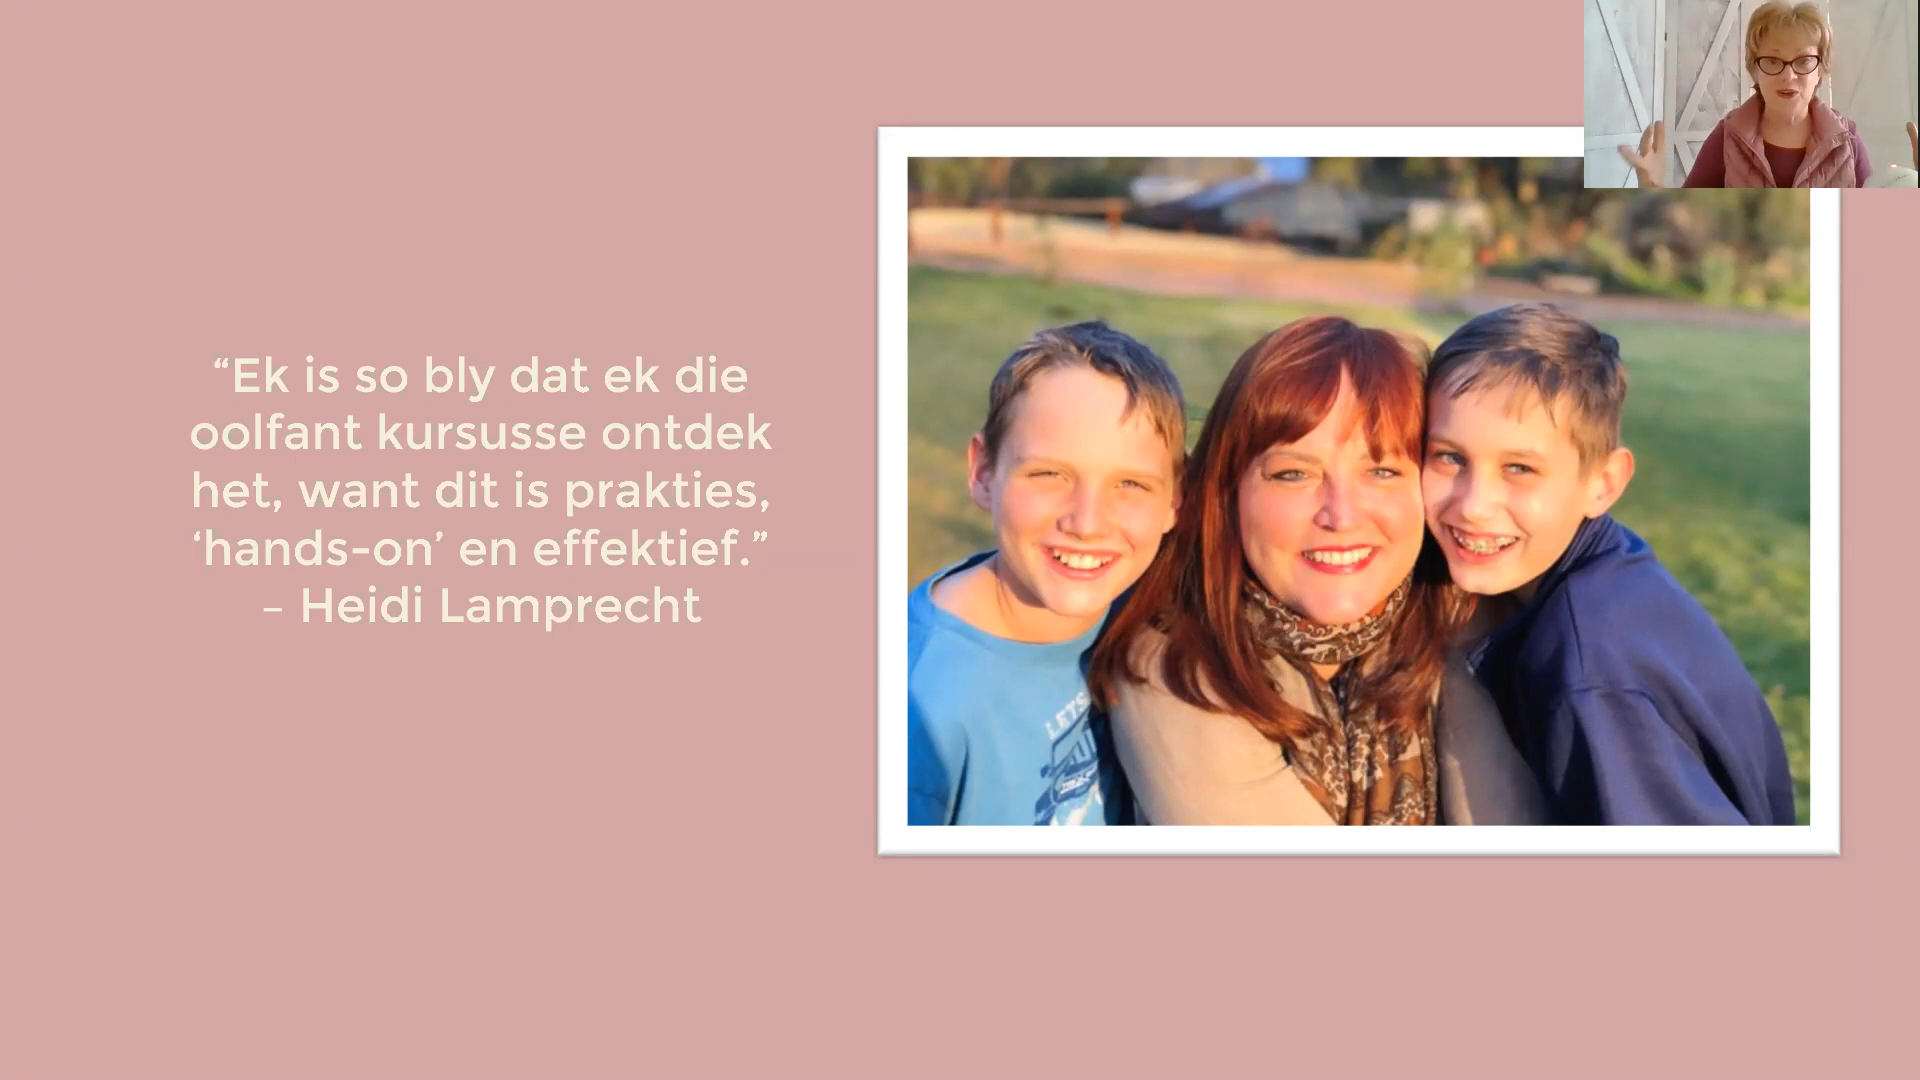 “Ek is so bly dat ek die
oolfant kursusse ontdek
het, want dit is prakties,
‘hands-on’ en effektief.”
– Heidi Lamprecht
LETS